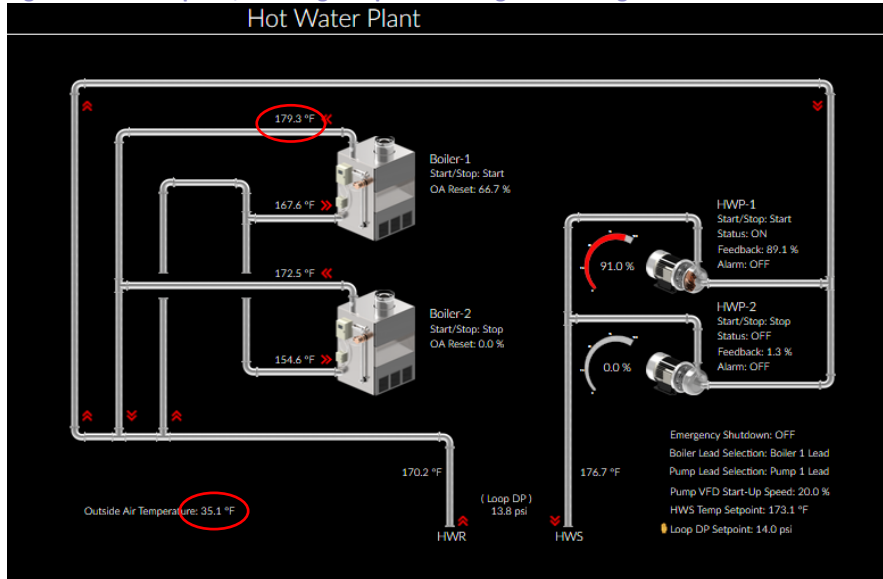 Hot Water Plant
179.3 °F
Boiler-1
Start/Stop: Start
OA Reset: 66.7 %
167.6 °F
HWP-1
Start/Stop: Start
Status: ON
Feedback: 89.1 %
Alarm: OFF
91.0 %
172.5 °F
Boiler-2
Start/Stop: Stop
OA Reset: 0.0 %
154.6 °F
HWP-2
Start/Stop: Stop
Status: OFF
Feedback: 1.3 %
Alarm: OFF
0.0 %
Emergency Shutdown: OFF
Boiler Lead Selection: Boiler 1 Lead
Pump Lead Selection: Pump 1 Lead
Pump VFD Start-Up Speed: 20.0 %
HWS Temp Setpoint: 173.1 °F
Loop DP Setpoint: 14.0 psi
170.2 °F
176.7 °F
( Loop DP )
13.8 psi
Outside Air Temperature: 35.1 °F
HWR
HWS